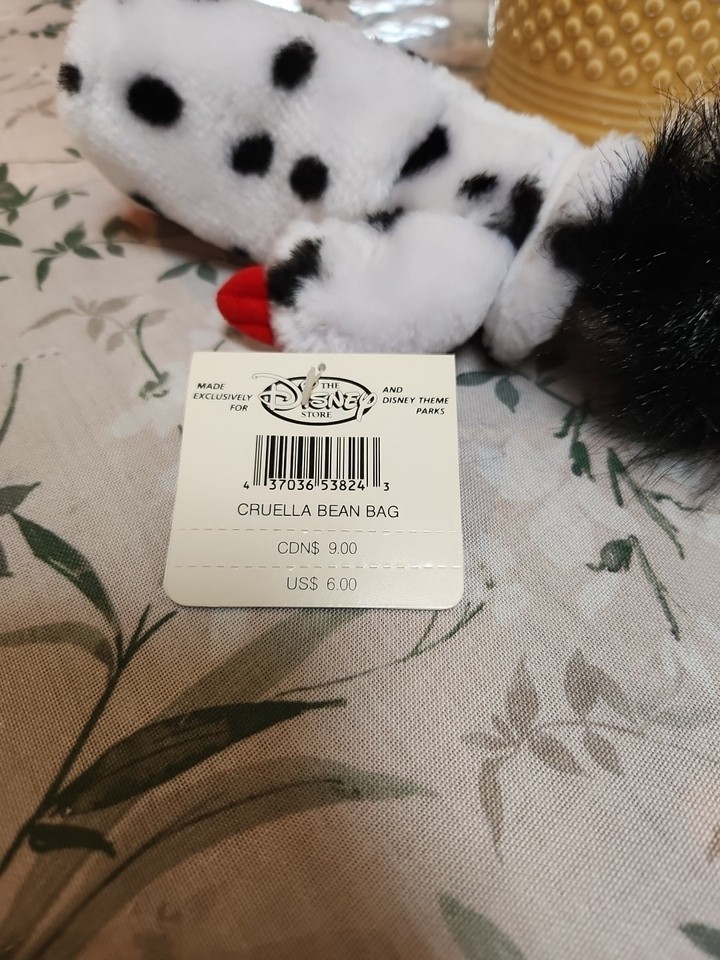 MADE
EXCLUSIVELY
FOR
THE
DISNEY
STORE
AND
DISNEY THEME
PARKS
4 37036 53824 3
CRUELLA BEAN BAG
CDN$ 9.00
US$ 6.00